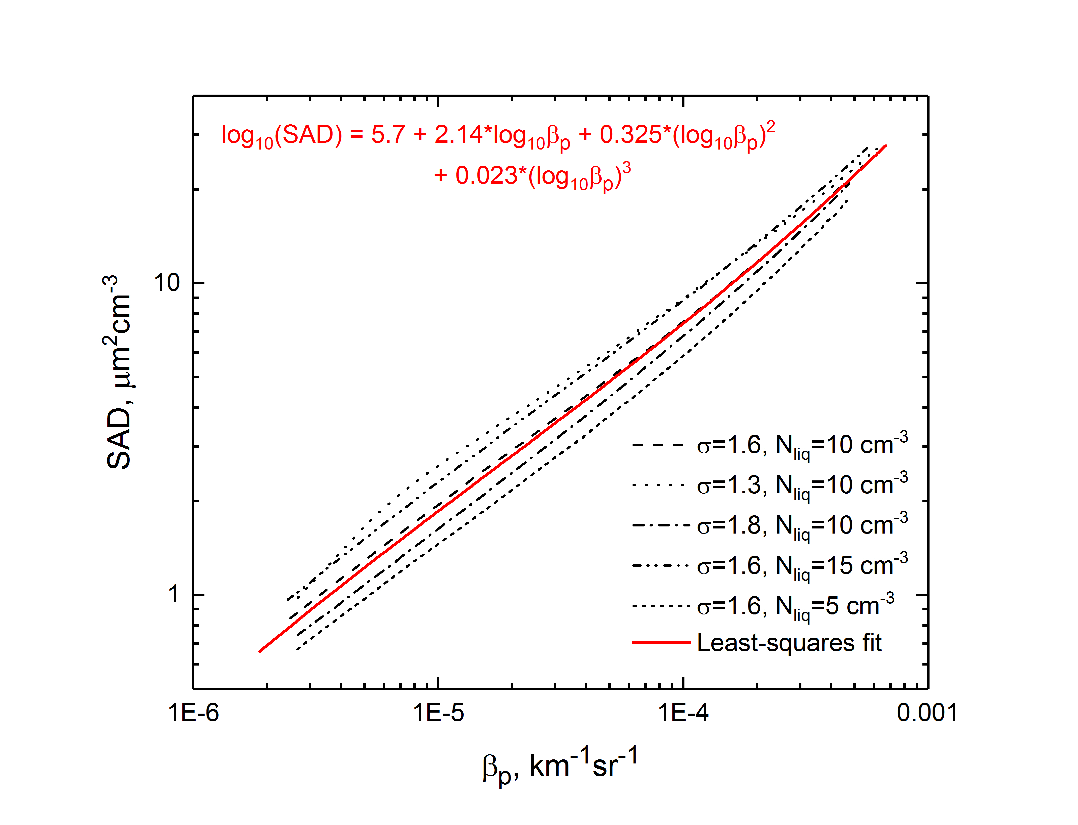 log₁₀(SAD) = 5.7 + 2.14*log₁₀βₚ + 0.325*(log₁₀βₚ)²
+ 0.023*(log₁₀βₚ)³
10
SAD, μm²cm⁻³
σ=1.6, Nₗᵢq=10 cm⁻³
σ=1.3, Nₗᵢq=10 cm⁻³
σ=1.8, Nₗᵢq=10 cm⁻³
σ=1.6, Nₗᵢq=15 cm⁻³
1
σ=1.6, Nₗᵢq=5 cm⁻³
Least-squares fit
1E-6
1E-5
1E-4
0.001
βₚ, km⁻¹sr⁻¹